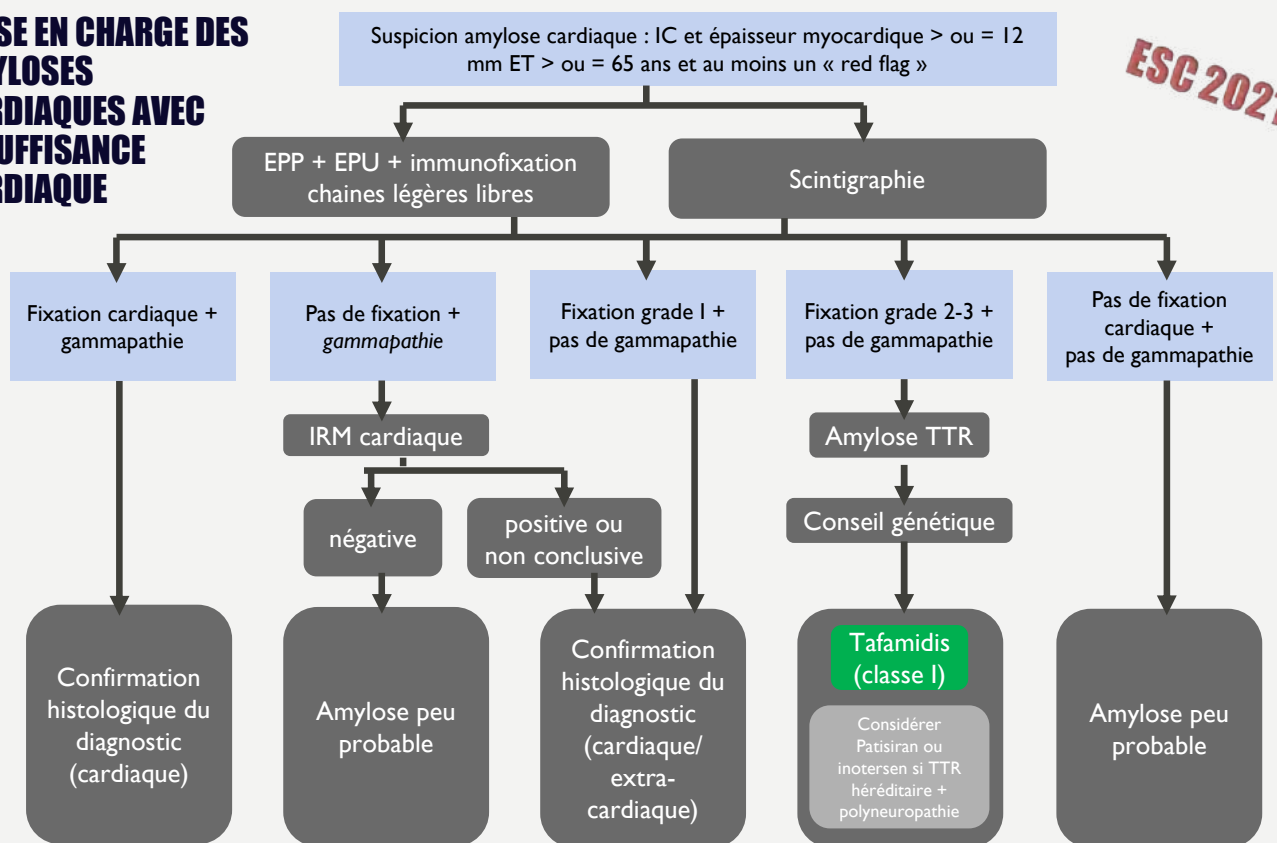 SE EN CHARGE DES
YLOSES
RDIAQUES AVEC
UFFISANCE
RDIAQUE
Suspicion amylose cardiaque : IC et épaisseur myocardique > ou = 12
mm ET > ou = 65 ans et au moins un « red flag »
ESC 2021
EPP + EPU + immunofixation
chaines légères libres
Scintigraphie
Fixation cardiaque +
gammapathie
Pas de fixation +
gammapathie
Fixation grade I +
pas de gammapathie
Fixation grade 2-3 +
pas de gammapathie
Pas de fixation
cardiaque +
pas de gammapathie
IRM cardiaque
Amylose TTR
négative
positive ou
non conclusive
Conseil génétique
Confirmation
histologique du
diagnostic
(cardiaque)
Amylose peu
probable
Confirmation
histologique du
diagnostic
(cardiaque/
extra-
cardiaque)
Tafamidis
(classe I)
Considérer
Patisiran ou
inotersen si TTR
héréditaire +
polyneuropathie
Amylose peu
probable